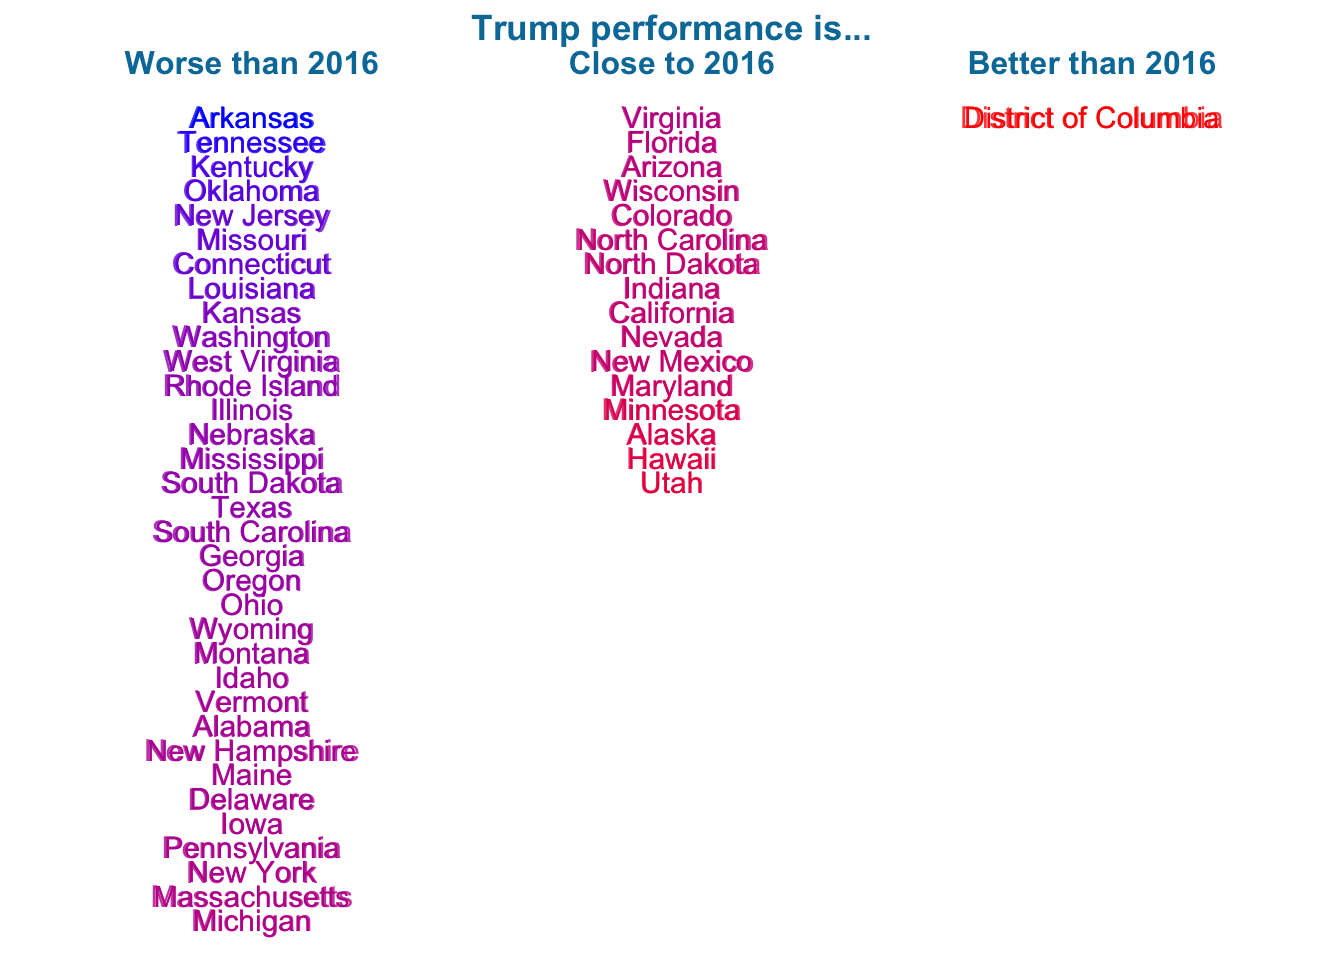 Trump performance is...
Worse than 2016
Close to 2016
Better than 2016
Arkansas
Tennessee
Kentucky
Oklahoma
New Jersey
Missouri
Connecticut
Louisiana
Kansas
Washington
West Virginia
Rhode Island
Illinois
Nebraska
Mississippi
South Dakota
Texas
South Carolina
Georgia
Oregon
Ohio
Wyoming
Montana
Idaho
Vermont
Alabama
New Hampshire
Maine
Delaware
Iowa
Pennsylvania
New York
Massachusetts
Michigan
Virginia
Florida
Arizona
Wisconsin
Colorado
North Carolina
North Dakota
Indiana
California
Nevada
New Mexico
Maryland
Minnesota
Alaska
Hawaii
Utah
District of Columbia